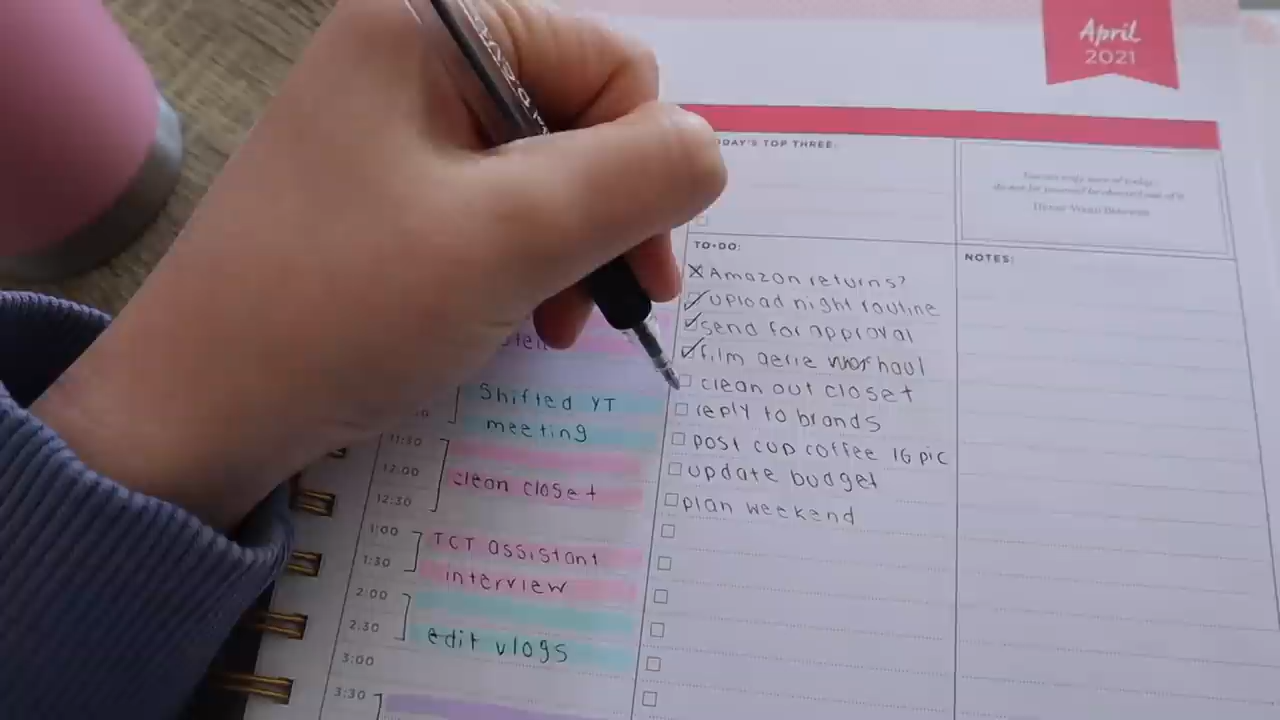 April
2021
DAY'S TOP THREE:
TO-DO:
NOTES:
Amazon returns?
upload night routine
send for approval
film aerie haul
clean out closet
reply to brands
post cup coffee IG pic
update budget
plan weekend
Shifted YT
meeting
11:30
12:00
clean closet
12:30
1:00
TCT assistant
1:30
interview
2:00
2:30
edit vlogs
3:00
3:30